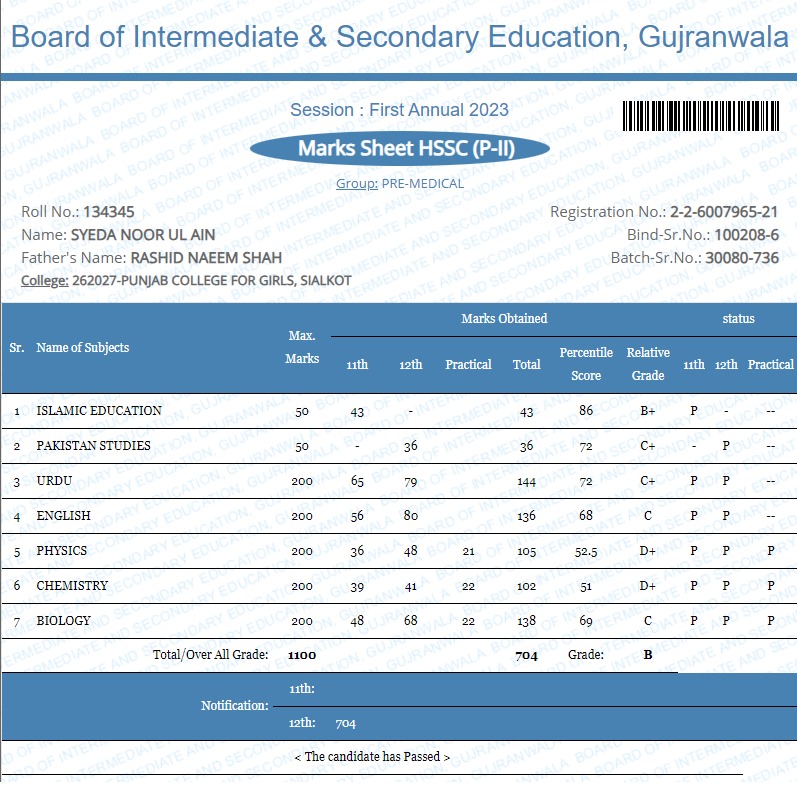 Board of Intermediate & Secondary Education, Gujranwala
Session : First Annual 2023
Marks Sheet HSSC (P-II)
Group: PRE-MEDICAL
Roll No.: 134345 Registration No.: 2-2-6007965-21
Name: SYEDA NOOR UL AIN Bind-Sr.No.: 100208-6
Father's Name: RASHID NAEEM SHAH Batch-Sr.No.: 30080-736
College: 262027-PUNJAB COLLEGE FOR GIRLS, SIALKOT
Sr. Name of Subjects Max. Marks Marks Obtained status
11th 12th Practical Total Percentile Score Relative Grade 11th 12th Practical
1 ISLAMIC EDUCATION 50 43 - 43 86 B+ P - --
2 PAKISTAN STUDIES 50 - 36 36 72 C+ - P --
3 URDU 200 65 79 144 72 C+ P P --
4 ENGLISH 200 56 80 136 68 C P P --
5 PHYSICS 200 36 48 21 105 52.5 D+ P P P
6 CHEMISTRY 200 39 41 22 102 51 D+ P P P
7 BIOLOGY 200 48 68 22 138 69 C P P P
Total/Over All Grade: 1100 704 Grade: B
Notification:
11th:
12th: 704
< The candidate has Passed >